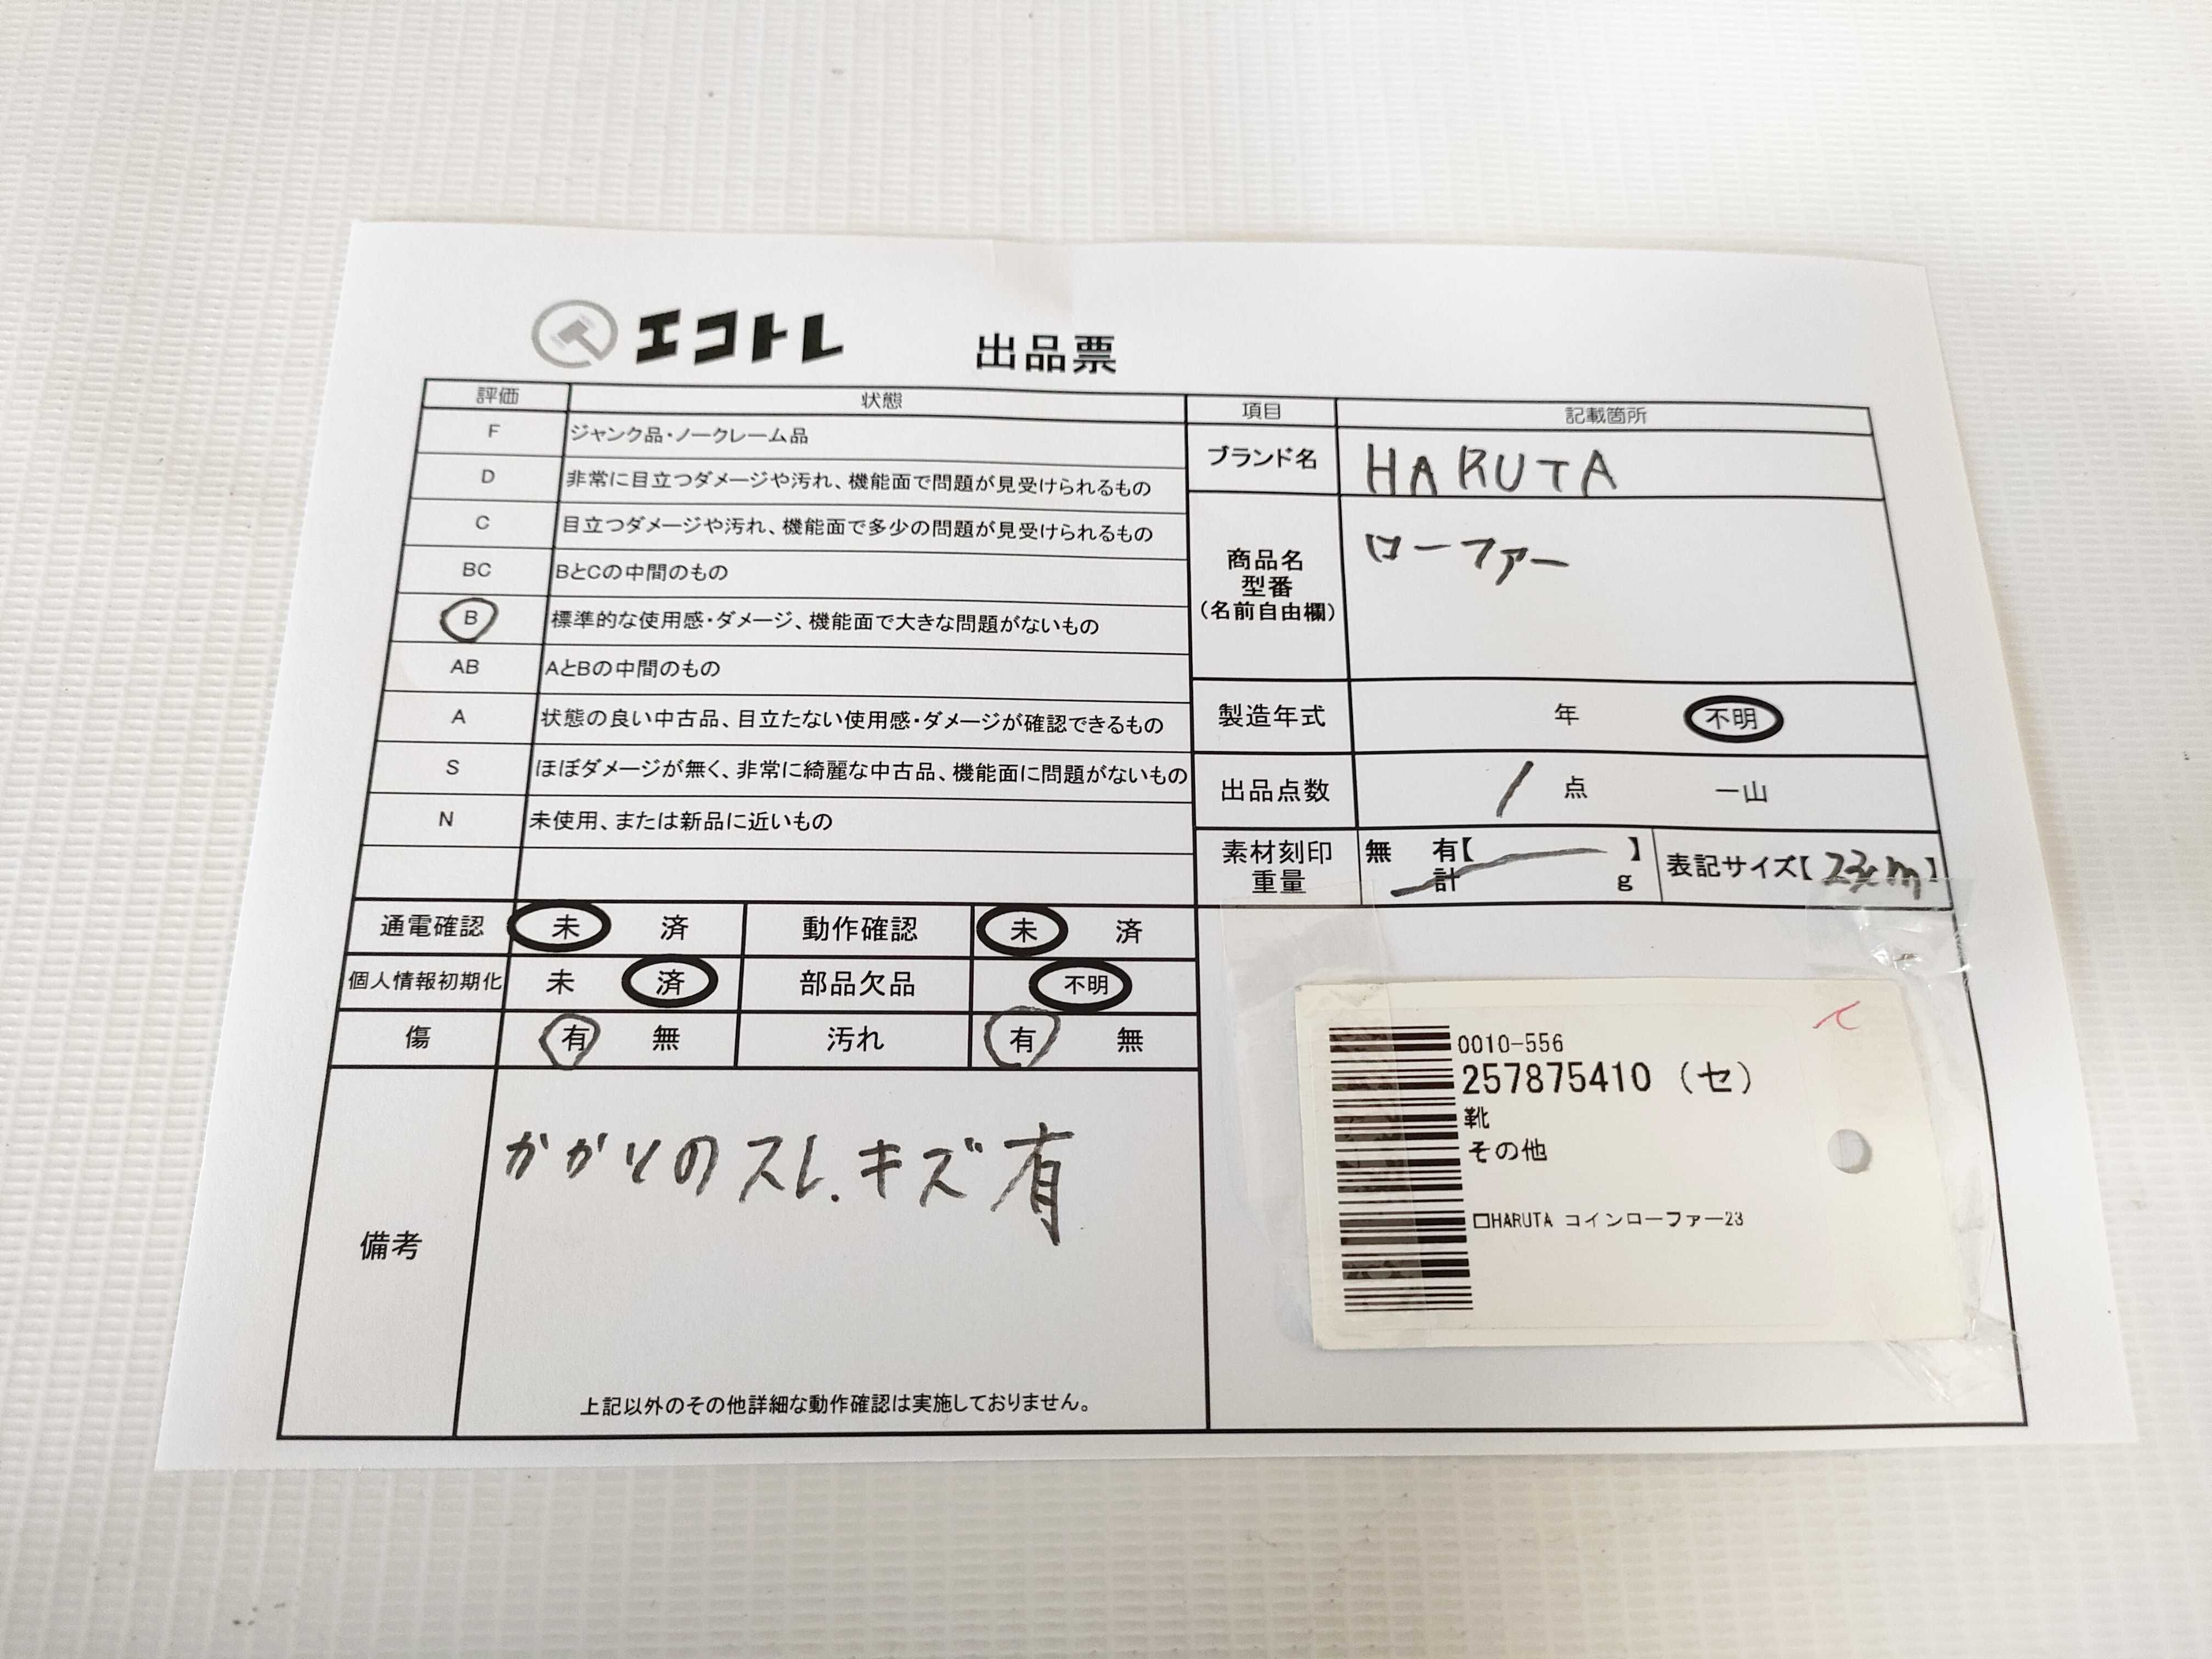 エコトレ 出品票
評価 状態
F ジャンク品・ノークレーム品
D 非常に目立つダメージや汚れ、機能面で問題が見受けられるもの
C 目立つダメージや汚れ、機能面で多少の問題が見受けられるもの
BC BとCの中間のもの
B 標準的な使用感・ダメージ、機能面で大きな問題がないもの
AB AとBの中間のもの
A 状態の良い中古品、目立たない使用感・ダメージが確認できるもの
S ほぼダメージが無く、非常に綺麗な中古品、機能面に問題がないもの
N 未使用、または新品に近いもの
項目 記載箇所
ブランド名 HARUTA
商品名
型番
(名前自由欄)
ローファー
製造年式 年 不明
出品点数 1 点 一山
素材刻印 無 有【 】
重量 計 g
表記サイズ【23cm】
通電確認 未 済 動作確認 未 済
個人情報初期化 未 済 部品欠品 不明
傷 有 無 汚れ 有 無
備考
かかとのスレ.キズ有
上記以外のその他詳細な動作確認は実施しておりません。
0010-556
257875410 (セ)
靴
その他
□HARUTA コインローファー23